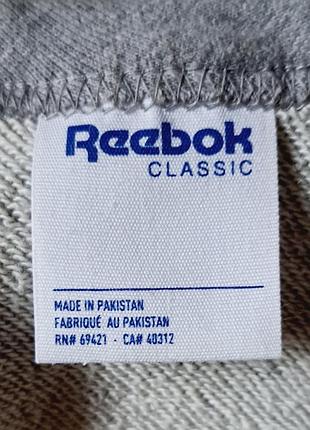 Reebok
CLASSIC
MADE IN PAKISTAN
FABRIQUÉ AU PAKISTAN
RN# 69421 - CA# 40312